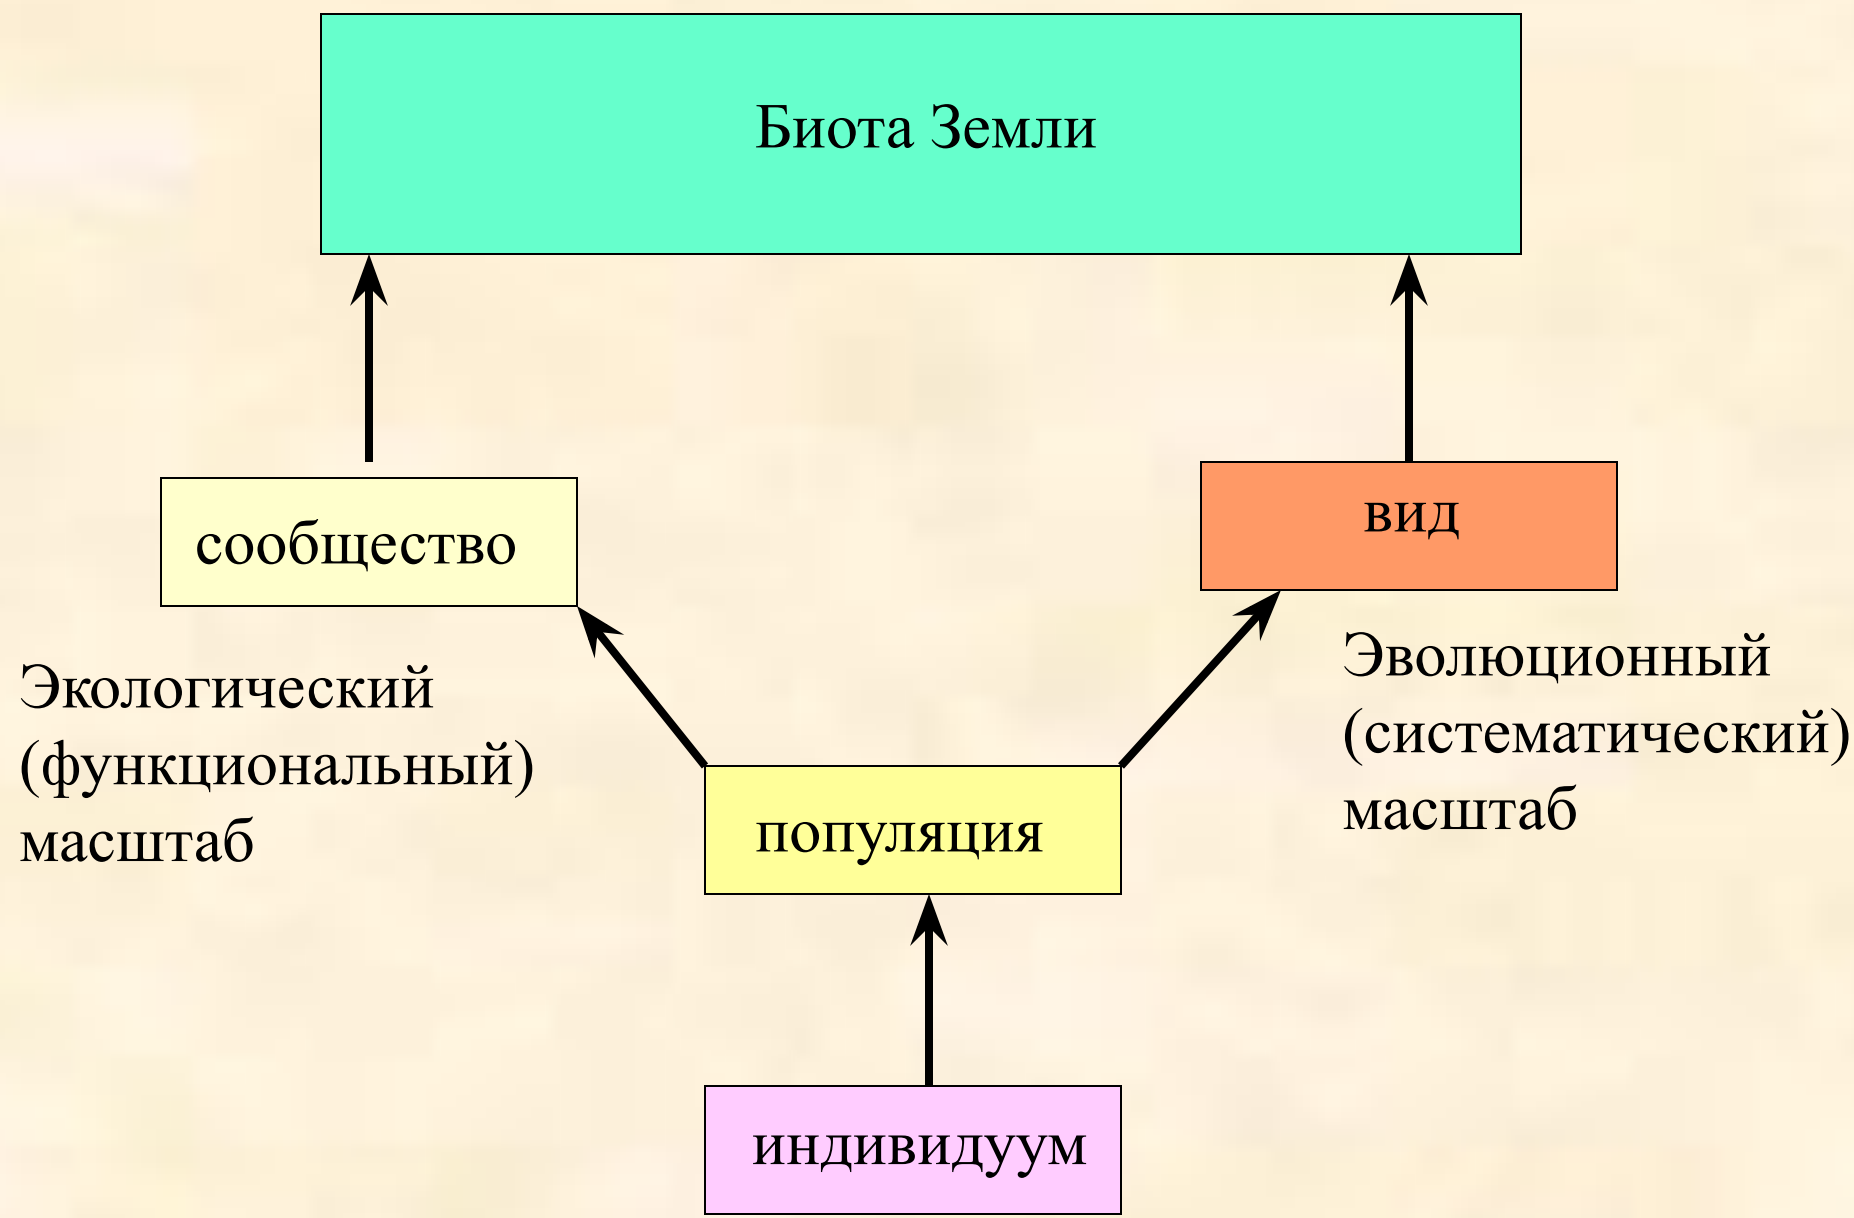 Биота Земли
сообщество
вид
Экологический
(функциональный)
масштаб
Эволюционный
(систематический)
масштаб
популяция
индивидуум